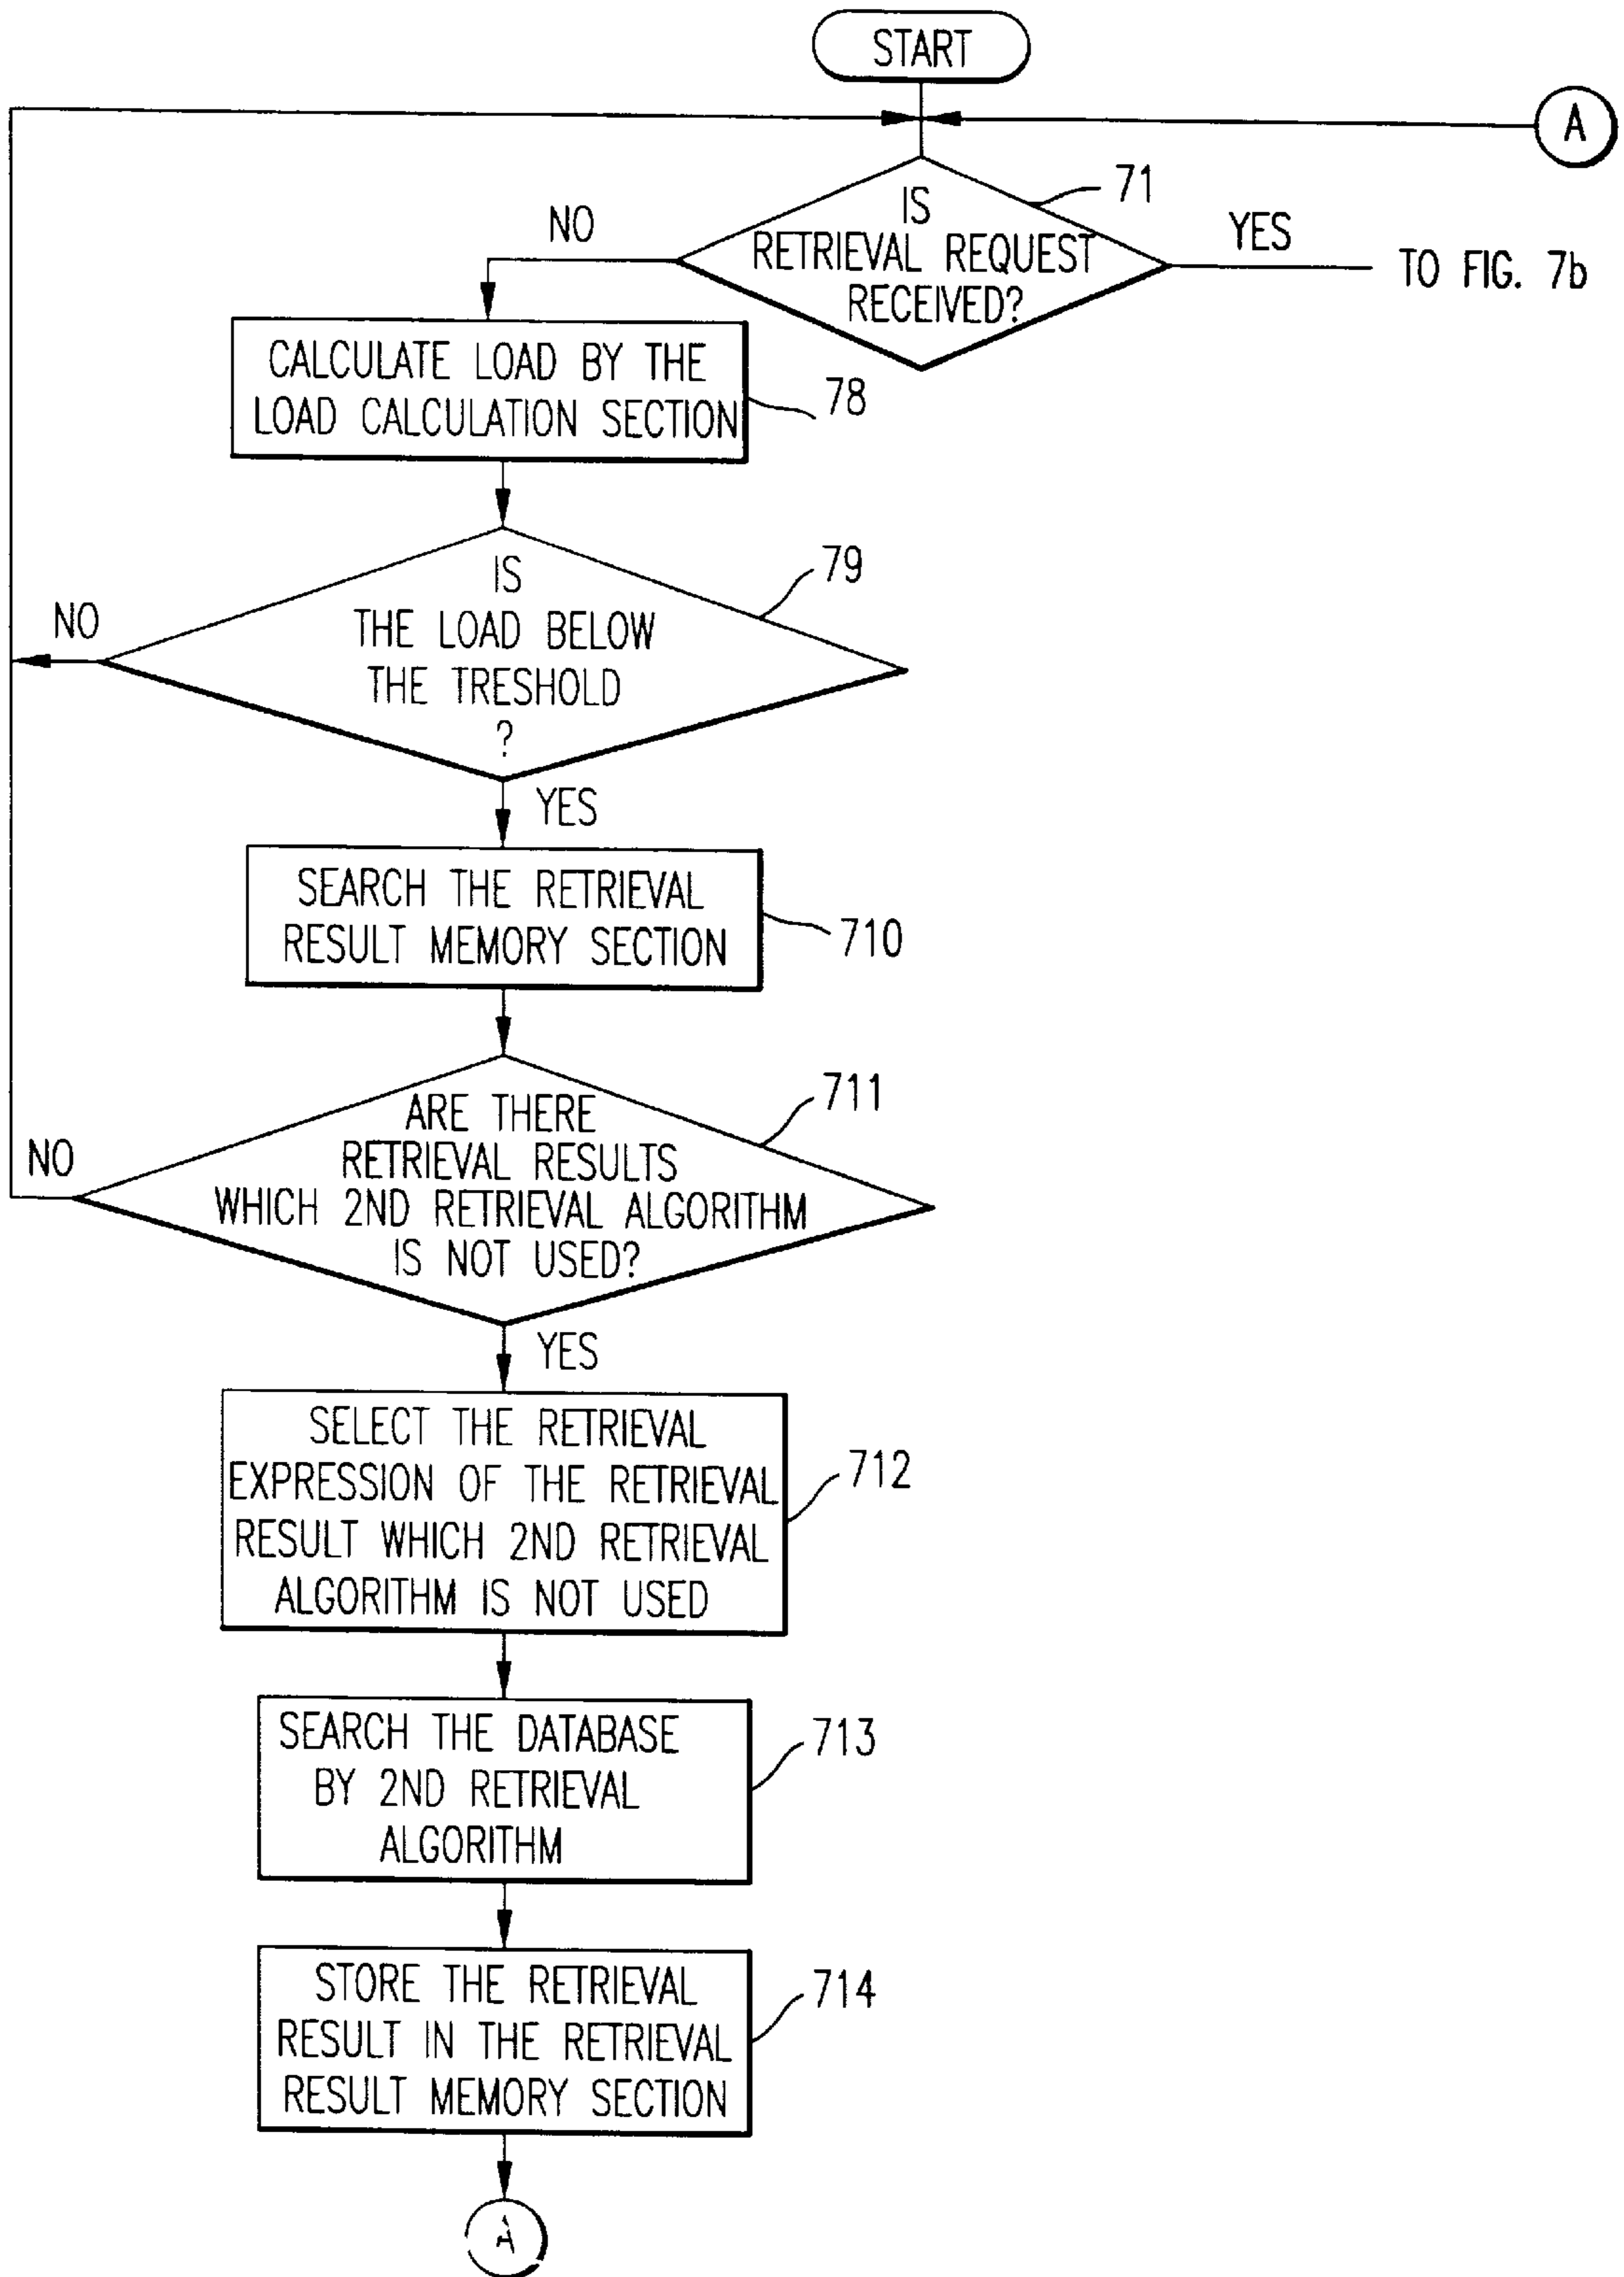 START
A
71
IS
RETRIEVAL REQUEST
RECEIVED?
NO
YES
TO FIG. 7b
CALCULATE LOAD BY THE
LOAD CALCULATION SECTION
78
79
IS
THE LOAD BELOW
THE TRESHOLD
?
NO
YES
SEARCH THE RETRIEVAL
RESULT MEMORY SECTION
710
711
ARE THERE
RETRIEVAL RESULTS
WHICH 2ND RETRIEVAL ALGORITHM
IS NOT USED?
NO
YES
SELECT THE RETRIEVAL
EXPRESSION OF THE RETRIEVAL
RESULT WHICH 2ND RETRIEVAL
ALGORITHM IS NOT USED
712
SEARCH THE DATABASE
BY 2ND RETRIEVAL
ALGORITHM
713
STORE THE RETRIEVAL
RESULT IN THE RETRIEVAL
RESULT MEMORY SECTION
714
A